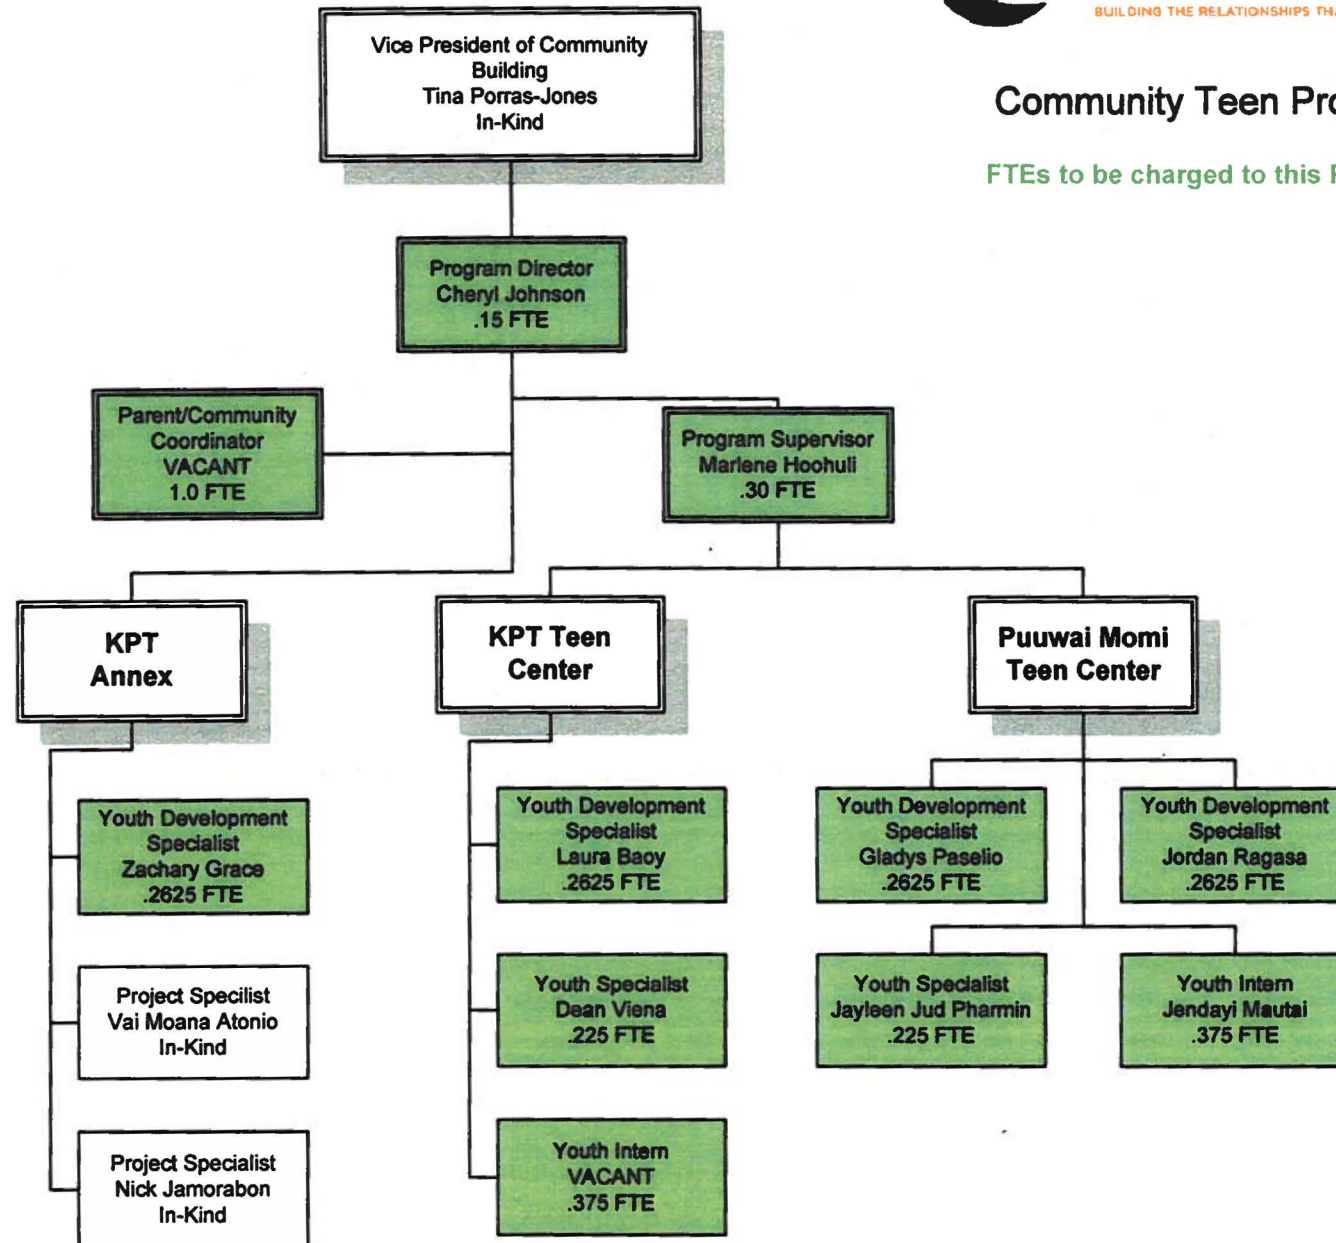 BUILDING THE RELATIONSHIPS
Community Teen
FTEs to be charged to this
Vice President of Community
Building
Tina Porras-Jones
In-Kind
Program Director
Cheryl Johnson
.15 FTE
Parent/Community
Coordinator
VACANT
1.0 FTE
Program Supervisor
Marlene Hoohuli
.30 FTE
KPT
Annex
KPT Teen
Center
Puuwai Momi
Teen Center
Youth Development
Specialist
Zachary Grace
.2625 FTE
Project Specilist
Vai Moana Atonio
In-Kind
Project Specialist
Nick Jamorabon
In-Kind
Youth Development
Specialist
Laura Baoy
.2625 FTE
Youth Specialist
Dean Viena
.225 FTE
Youth Intern
VACANT
.375 FTE
Youth Development
Specialist
Gladys Paselio
.2625 FTE
Youth Development
Specialist
Jordan Ragasa
.2625 FTE
Youth Specialist
Jayleen Jud Pharmin
.225 FTE
Youth Intern
Jendayi Mautai
.375 FTE